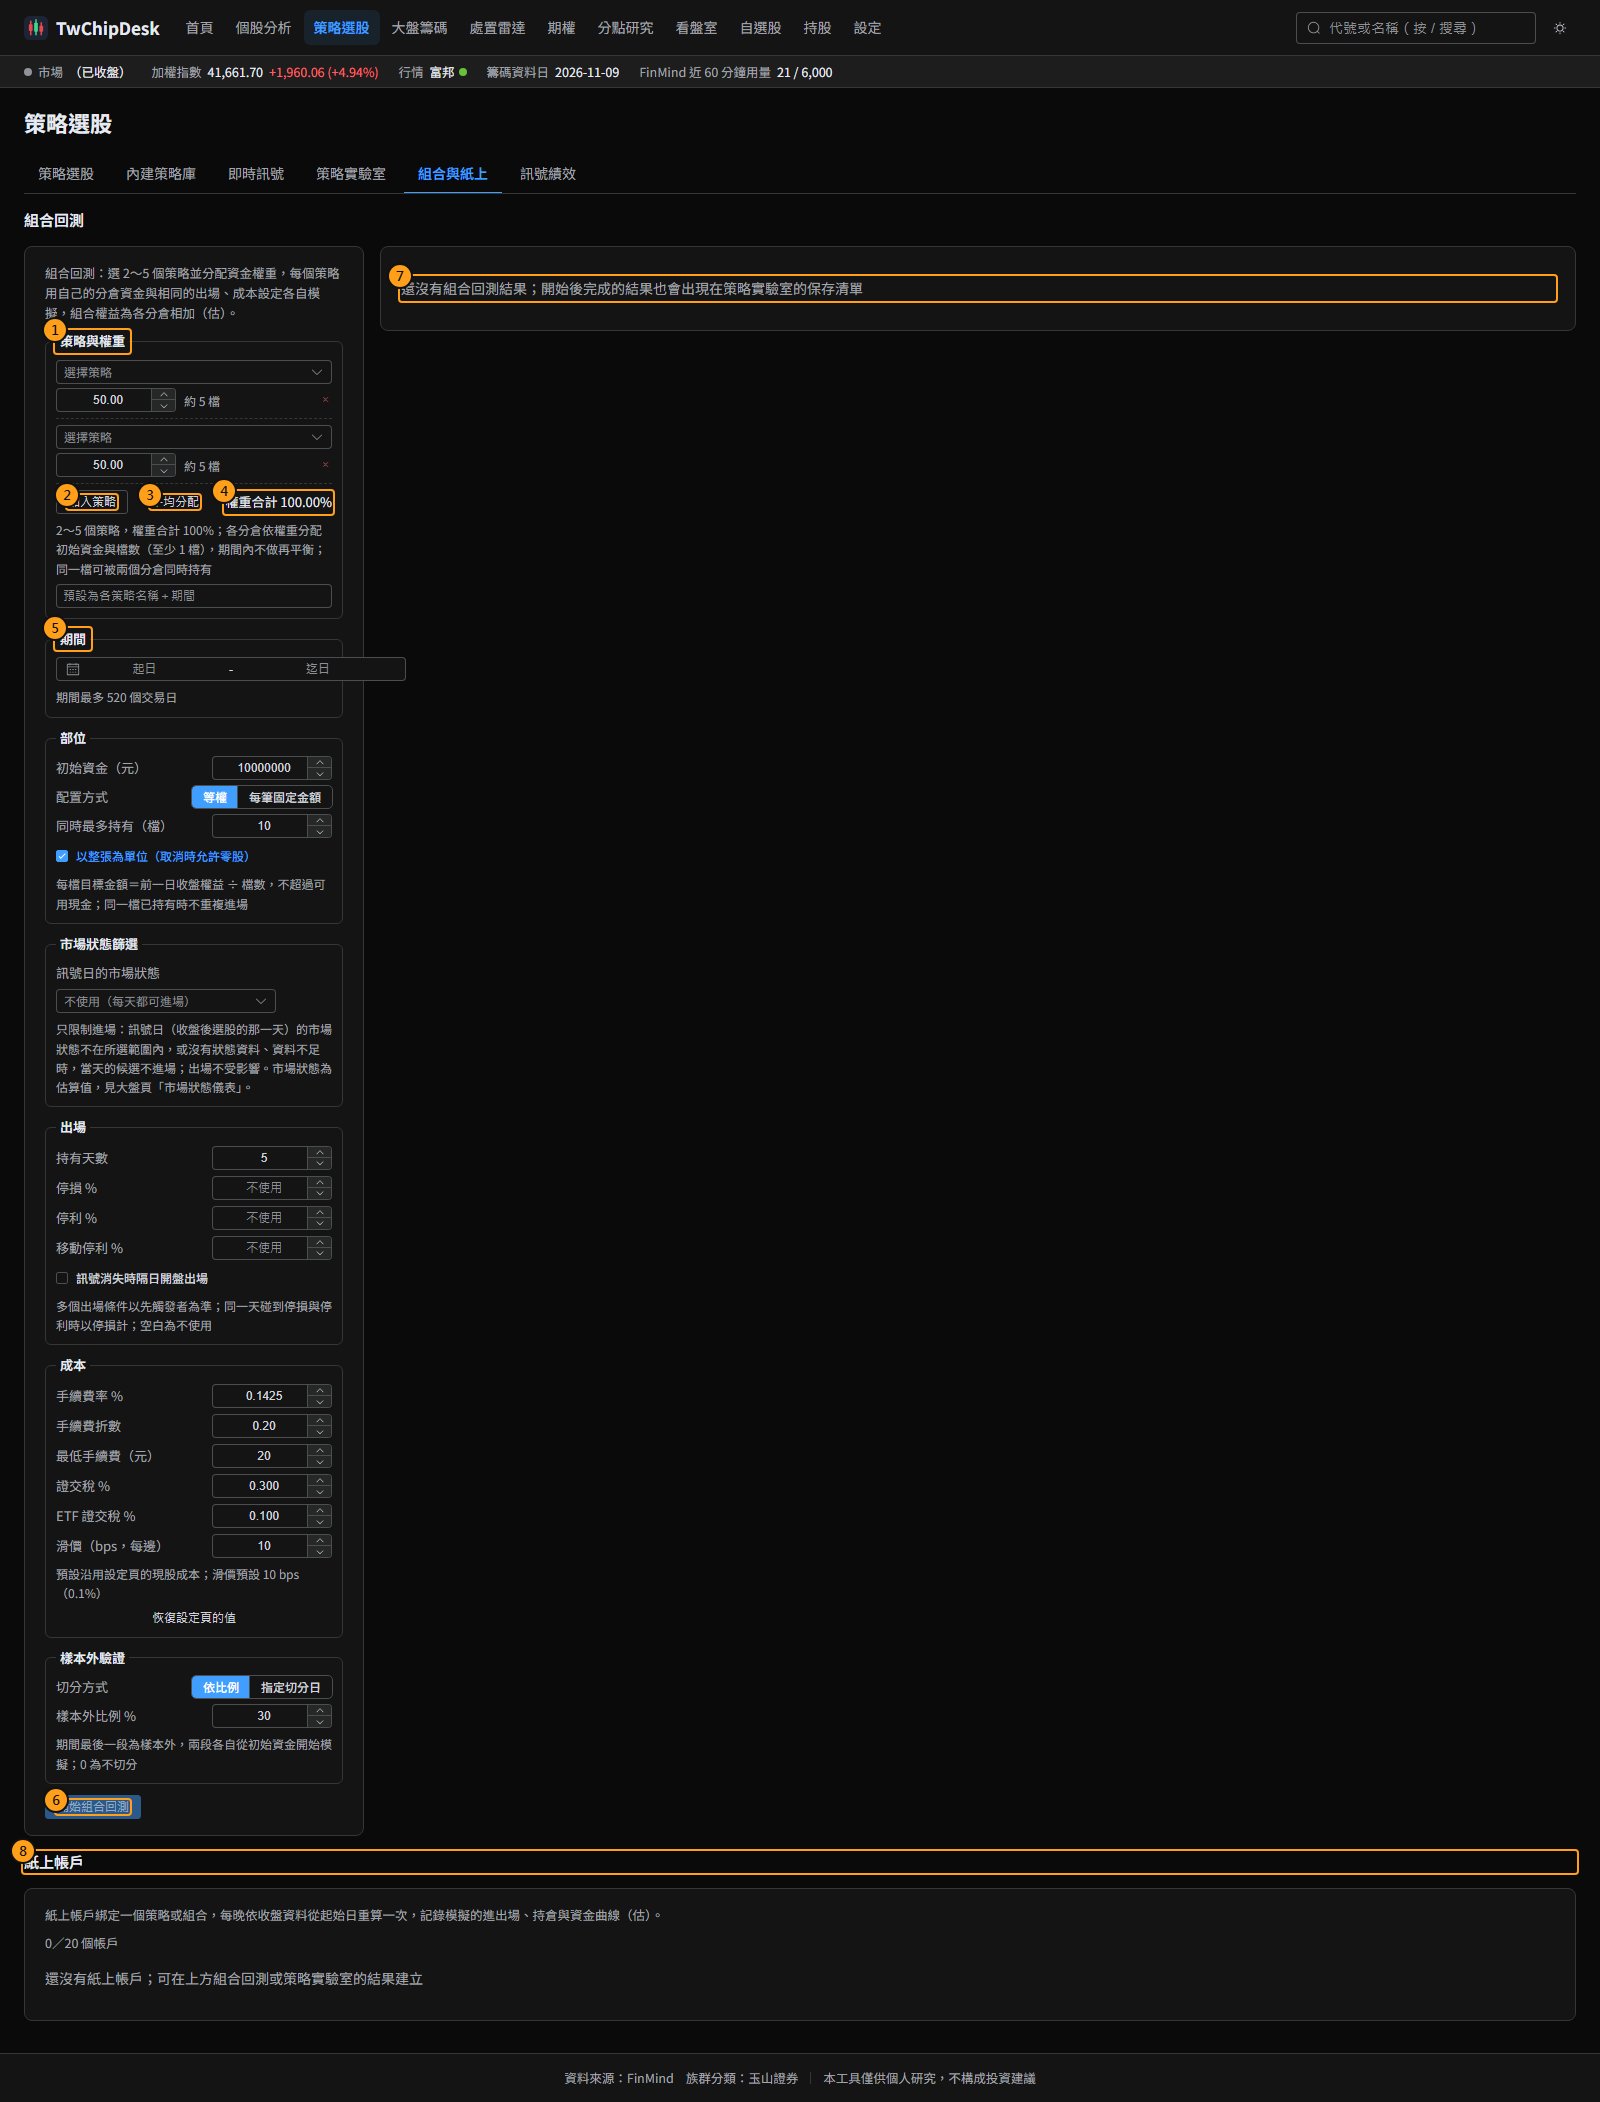 TwChipDesk 首頁 個股分析 策略選股 大盤籌碼 處置雷達 期權 分點研究 看盤室 自選股 持股 設定 代號或名稱（按 / 搜尋）
市場 （已收盤） 加權指數 41,661.70 +1,960.06 (+4.94%) 行情 富邦 籌碼資料日 2026-11-09 FinMind 近 60 分鐘用量 21 / 6,000
策略選股
策略選股 內建策略庫 即時訊號 策略實驗室 組合與紙上 訊號績效
組合回測
組合回測：選 2～5 個策略並分配資金權重，每個策略
用自己的分倉資金與相同的出場、成本設定各自模
擬，組合權益為各分倉相加（估）。
1
策略與權重
選擇策略
50.00 約 5 檔 ×
選擇策略
50.00 約 5 檔 ×
2 入策略 3 均分配 4 權重合計 100.00%
2～5 個策略，權重合計 100%；各分倉依權重分配
初始資金與檔數（至少 1 檔），期間內不做再平衡；
同一檔可被兩個分倉同時持有
預設為各策略名稱 + 期間
5
期間
起日 - 迄日
期間最多 520 個交易日
部位
初始資金（元） 10000000
配置方式 等權 每筆固定金額
同時最多持有（檔） 10
以整張為單位（取消時允許零股）
每檔目標金額＝前一日收盤權益 ÷ 檔數，不超過可
用現金；同一檔已持有時不重複進場
市場狀態篩選
訊號日的市場狀態
不使用（每天都可進場）
只限制進場：訊號日（收盤後選股的那一天）的市場
狀態不在所選範圍內，或沒有狀態資料、資料不足
時，當天的候選不進場；出場不受影響。市場狀態為
估算值，見大盤頁「市場狀態儀表」。
出場
持有天數 5
停損 % 不使用
停利 % 不使用
移動停利 % 不使用
訊號消失時隔日開盤出場
多個出場條件以先觸發者為準；同一天碰到停損與停
利時以停損計；空白為不使用
成本
手續費率 % 0.1425
手續費折數 0.20
最低手續費（元） 20
證交稅 % 0.300
ETF 證交稅 % 0.100
滑價（bps，每邊） 10
預設沿用設定頁的現股成本；滑價預設 10 bps
（0.1%）
恢復設定頁的值
樣本外驗證
切分方式 依比例 指定切分日
樣本外比例 % 30
期間最後一段為樣本外，兩段各自從初始資金開始模
擬；0 為不切分
6 始組合回測
7
還沒有組合回測結果；開始後完成的結果也會出現在策略實驗室的保存清單
8
紙上帳戶
紙上帳戶綁定一個策略或組合，每晚依收盤資料從起始日重算一次，記錄模擬的進出場、持倉與資金曲線（估）。
0／20 個帳戶
還沒有紙上帳戶；可在上方組合回測或策略實驗室的結果建立
資料來源：FinMind 族群分類：玉山證券 | 本工具僅供個人研究，不構成投資建議